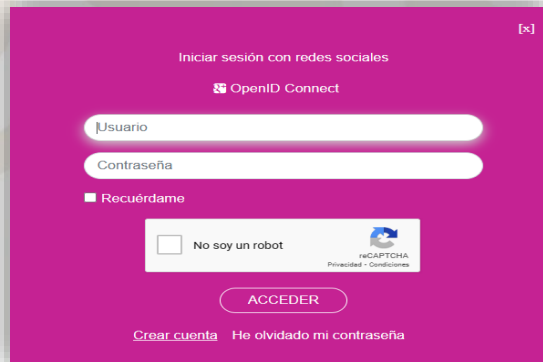 [x]
Iniciar sesión con redes sociales
OpenID Connect
Usuario
Contraseña
Recuérdame
No soy un robot
reCAPTCHA
Privacidad - Condiciones
ACCEDER
Crear cuenta He olvidado mi contraseña